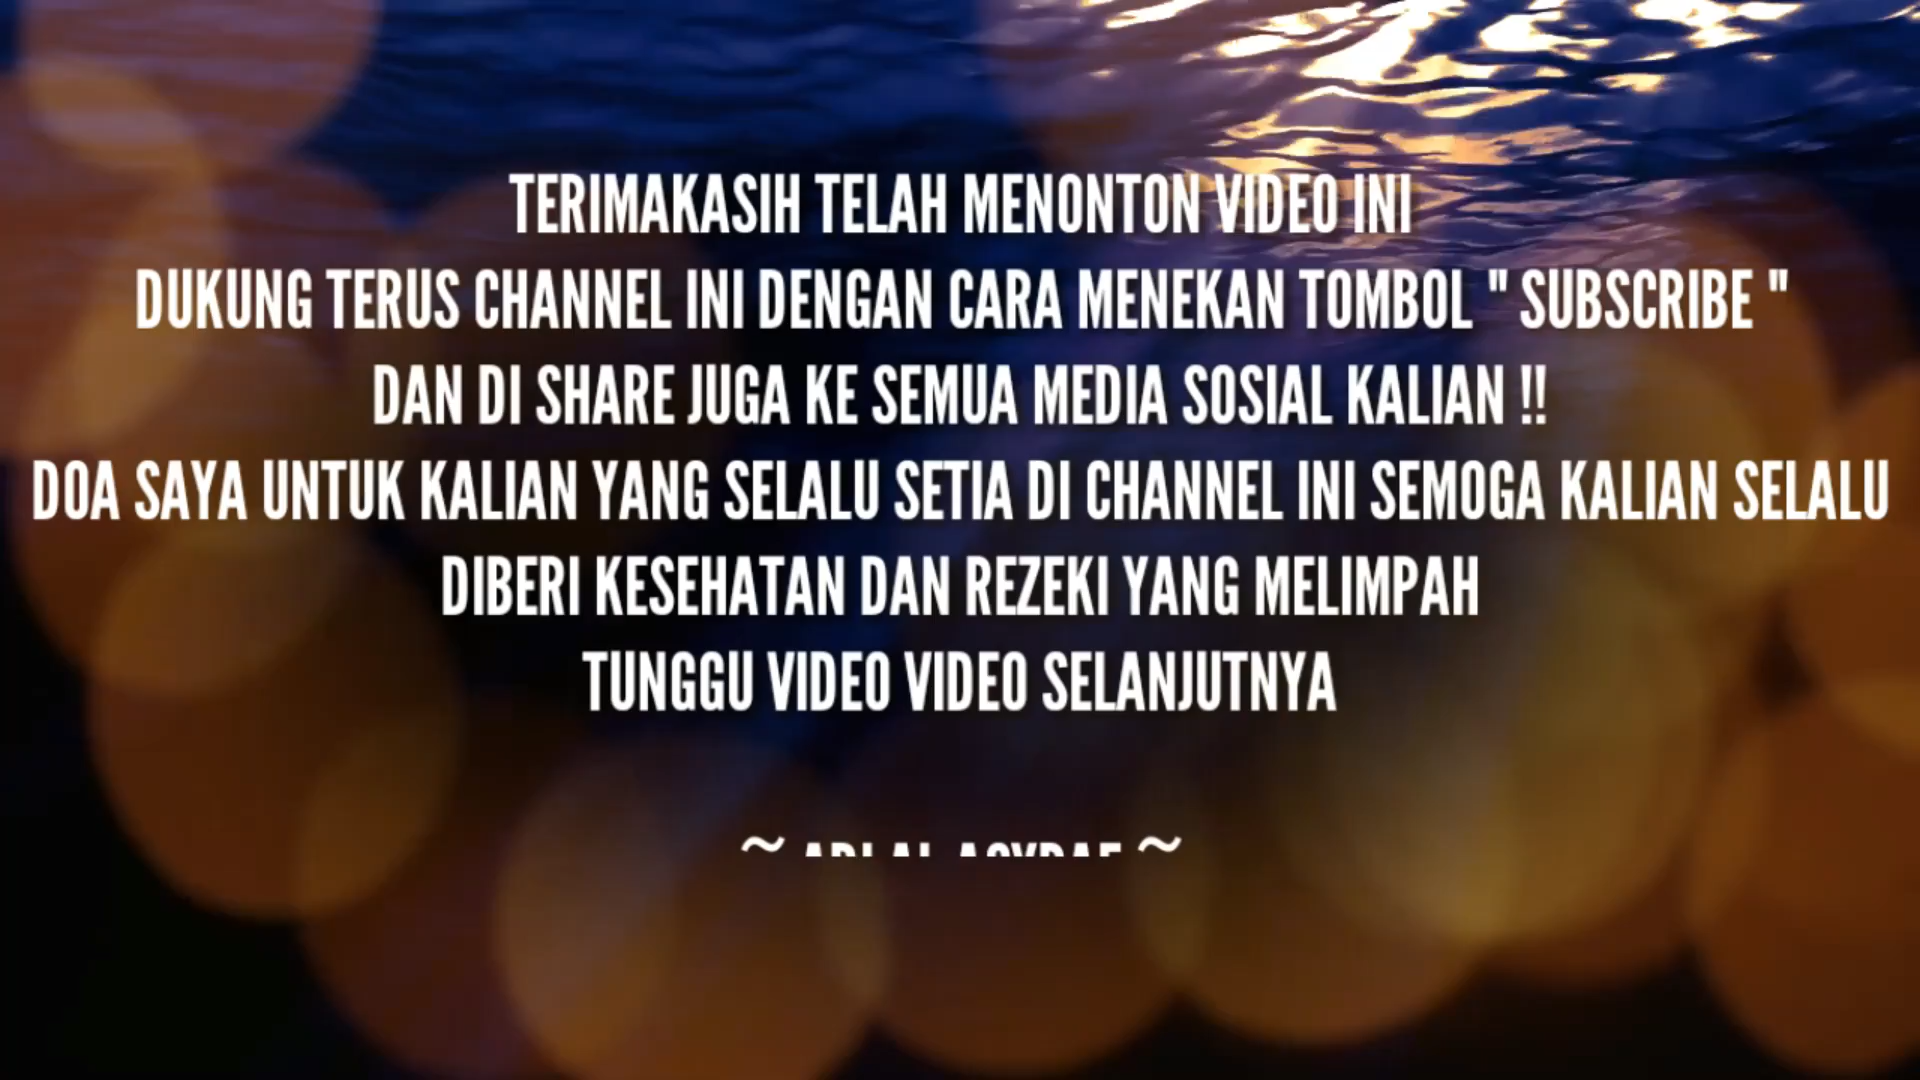 TERIMAKASIH TELAH MENONTON VIDEO INI
DUKUNG TERUS CHANNEL INI DENGAN CARA MENEKAN TOMBOL " SUBSCRIBE "
DAN DI SHARE JUGA KE SEMUA MEDIA SOSIAL KALIAN !!
DOA SAYA UNTUK KALIAN YANG SELALU SETIA DI CHANNEL INI SEMOGA KALIAN SELALU
DIBERI KESEHATAN DAN REZEKI YANG MELIMPAH
TUNGGU VIDEO VIDEO SELANJUTNYA